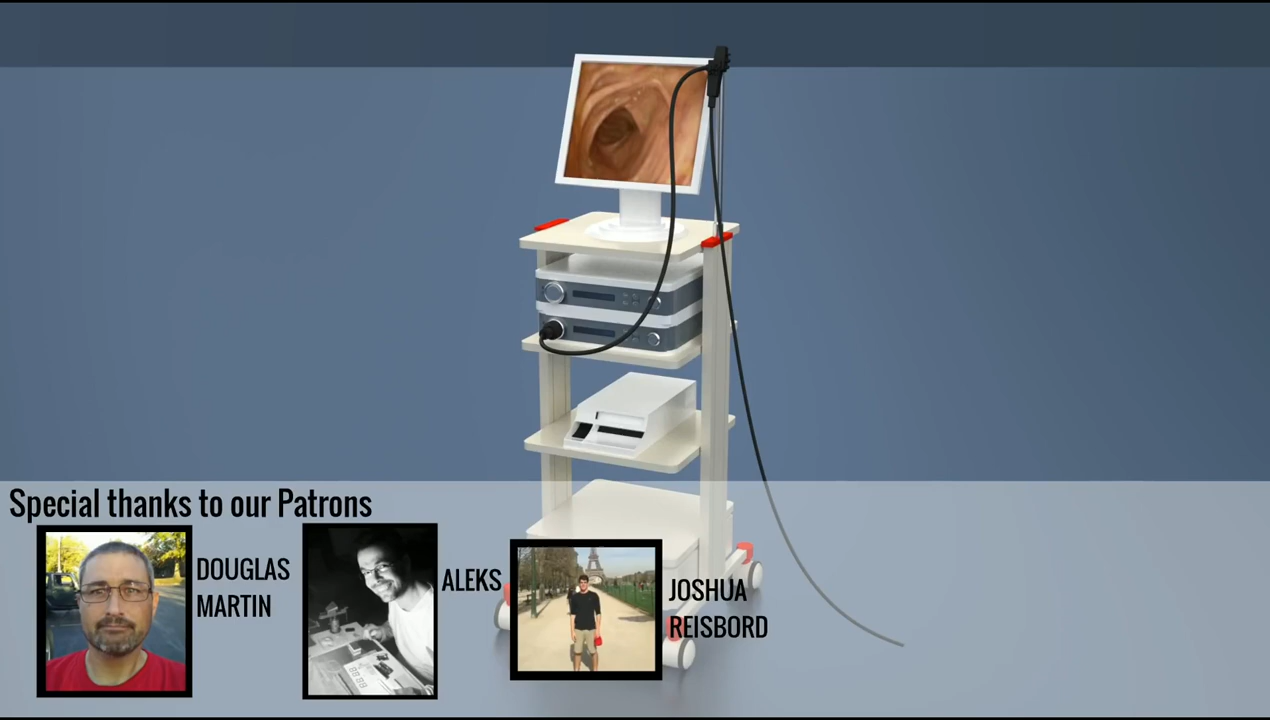 Special thanks to our Patrons
DOUGLAS
MARTIN
ALEKS
JOSHUA
REISBORD